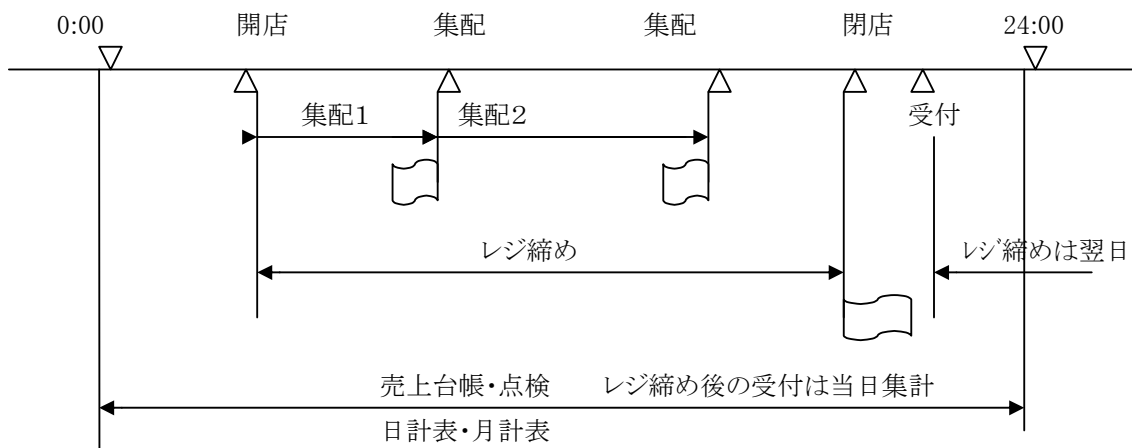 0:00 開店 集配 集配 閉店 24:00
受付
集配1 集配2
レジ締め レジ締めは翌日
売上台帳・点検 レジ締め後の受付は当日集計
日計表・月計表